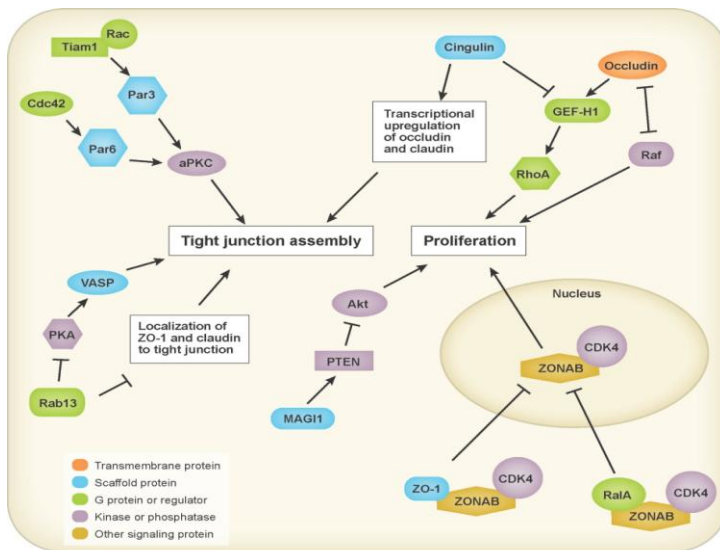 Rac
Tiam1
Par3
Cdc42
Par6
aPKC
Cingulin
Occludin
GEF-H1
Transcriptional
upregulation
of occludin
and claudin
RhoA
Raf
Tight junction assembly
Proliferation
VASP
PKA
Rab13
Localization of
ZO-1 and claudin
to tight junction
Akt
PTEN
MAGI1
Nucleus
CDK4
ZONAB
ZO-1
CDK4
ZONAB
RalA
CDK4
ZONAB
Transmembrane protein
Scaffold protein
G protein or regulator
Kinase or phosphatase
Other signaling protein